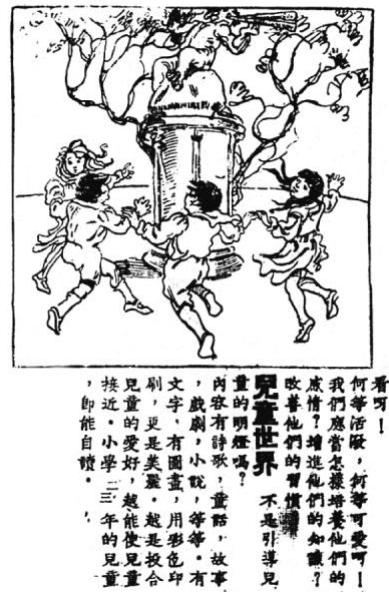 看呵！
何等活潑，何等可愛呵！
我們應當怎樣培養他們的
感情？增進他們的知識？
改善他們的習慣
兒童世界 不是引導兒
童的明燈嗎？
內容有詩歌，童話，故事
，戲劇，小說，等等。有
文字，有圖畫，用彩色印
刷，更是美麗。越是投合
兒童的愛好，越能使兒童
接近。小學二三年的兒童
，即能自讀。